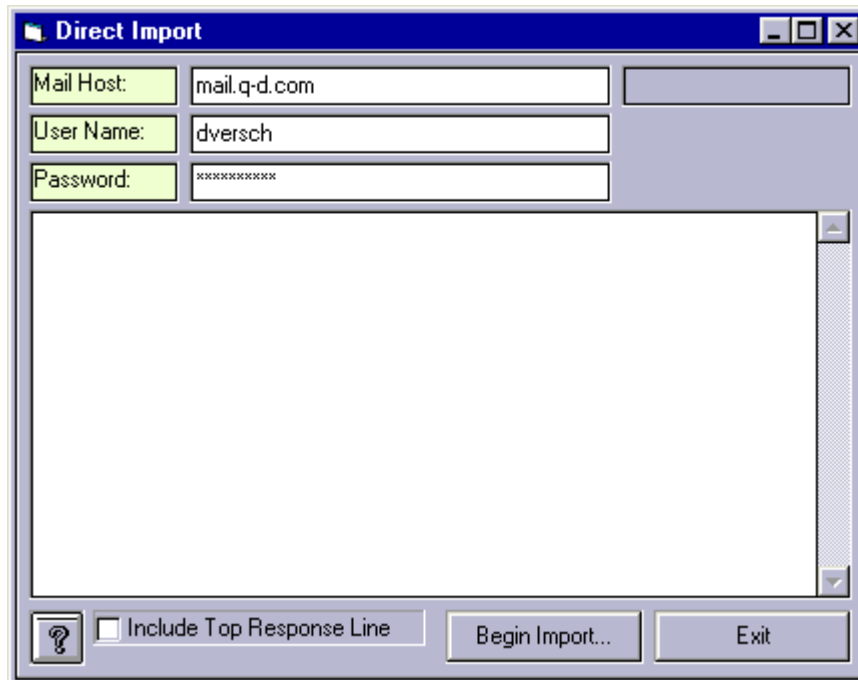 Direct Import
Mail Host: mail.q-d.com
User Name: dversch
Password: **********
Include Top Response Line
Begin Import...
Exit